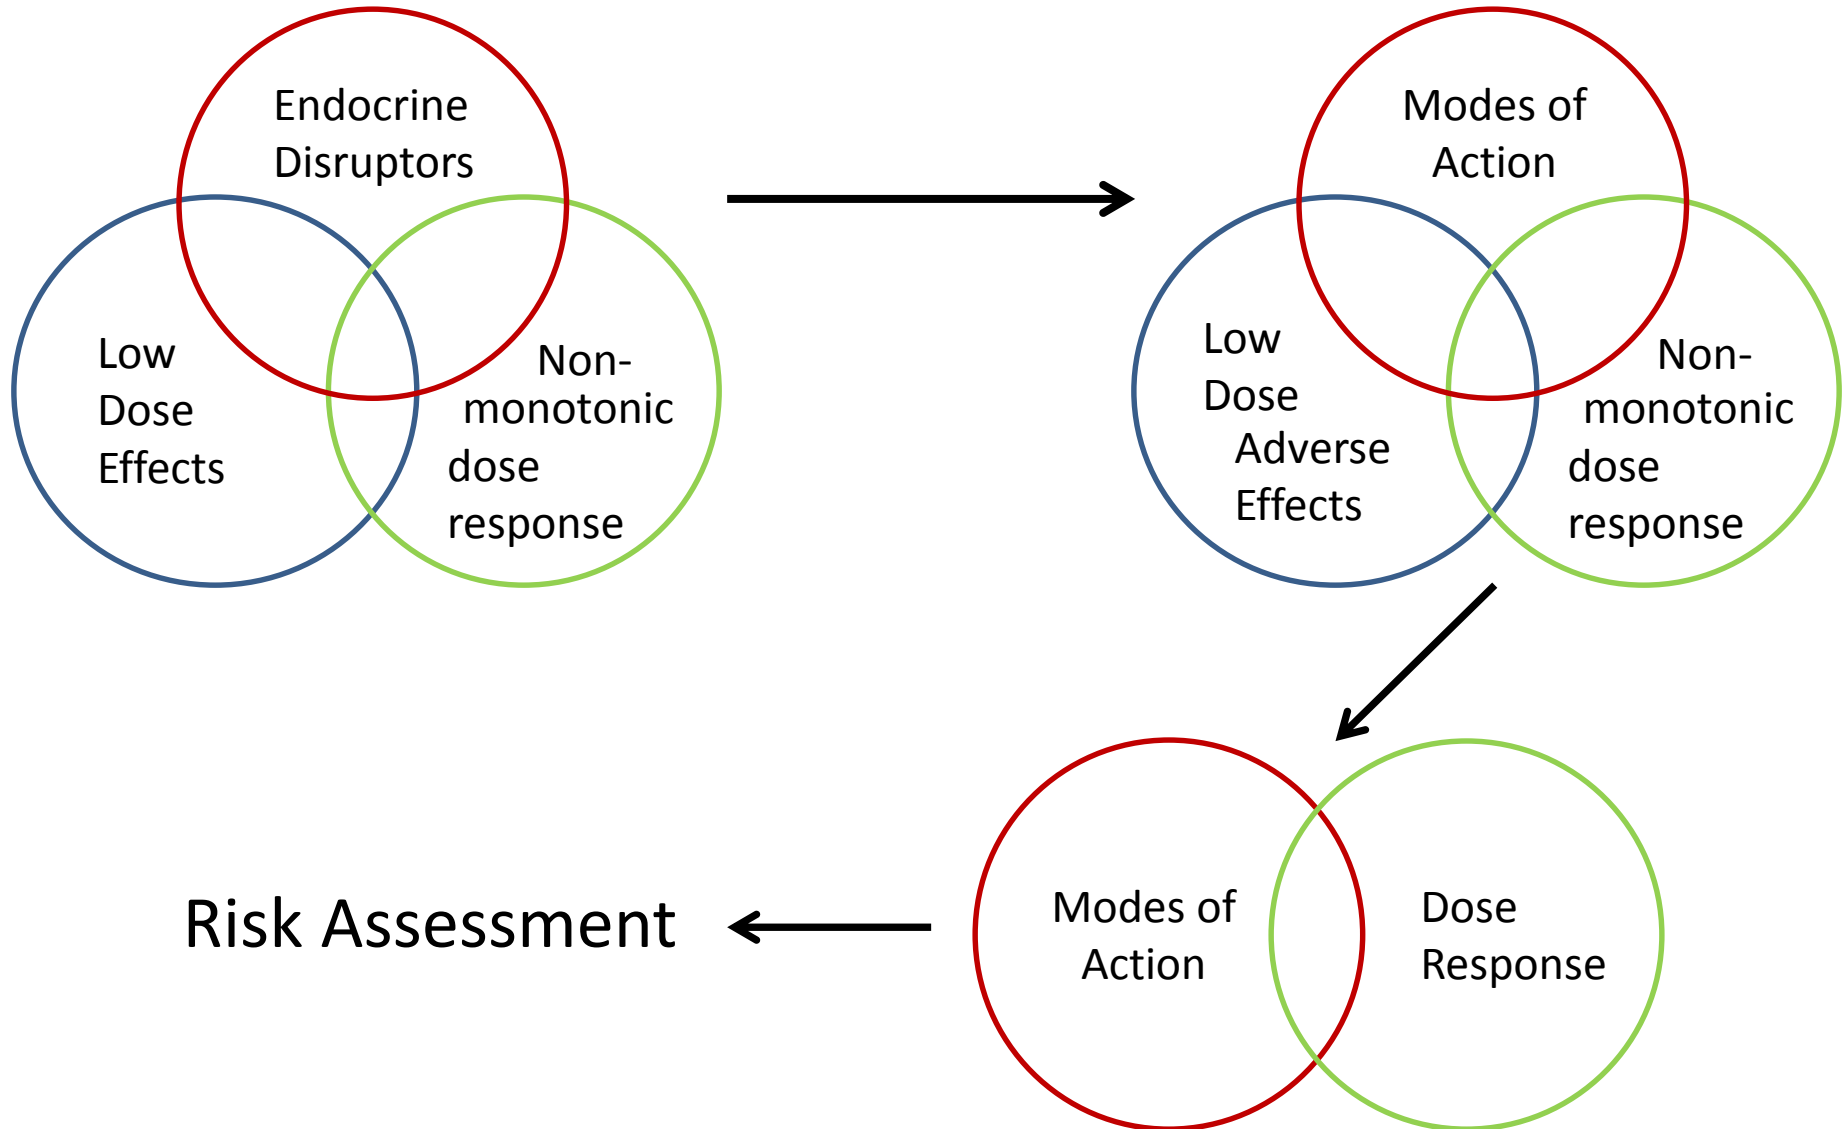 Endocrine
Disruptors
Low
Dose
Effects
Non-
monotonic
dose
response
Modes of
Action
Low
Dose
Adverse
Effects
Non-
monotonic
dose
response
Modes of
Action
Dose
Response
Risk Assessment